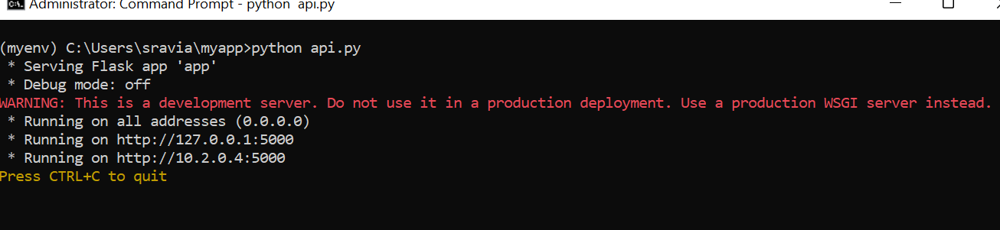 Administrator: Command Prompt - python api.py
(myenv) C:\Users\sravia\myapp>python api.py
* Serving Flask app 'app'
* Debug mode: off
WARNING: This is a development server. Do not use it in a production deployment. Use a production WSGI server instead.
* Running on all addresses (0.0.0.0)
* Running on http://127.0.0.1:5000
* Running on http://10.2.0.4:5000
Press CTRL+C to quit